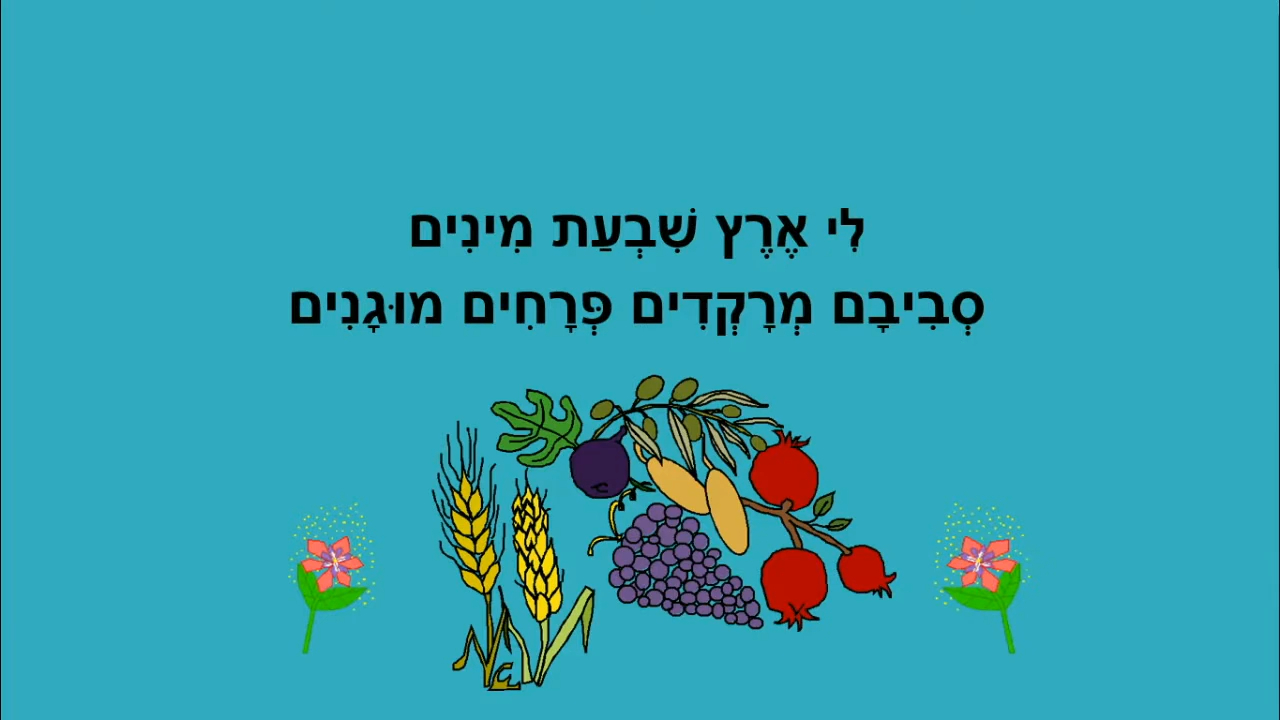 לִי אֶרֶץ שִׁבְעַת מִינִים
סְבִיבָם מְרָקְדִים פְּרָחִים מוּגָנִים